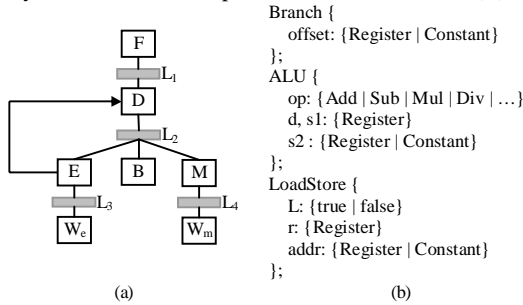 Branch {
offset: {Register | Constant}
};
ALU {
op: {Add | Sub | Mul | Div | …}
d, s1: {Register}
s2 : {Register | Constant}
};
LoadStore {
L: {true | false}
r: {Register}
addr: {Register | Constant}
};
F
L1
D
L2
E B M
L3 L4
We Wm
(a) (b)